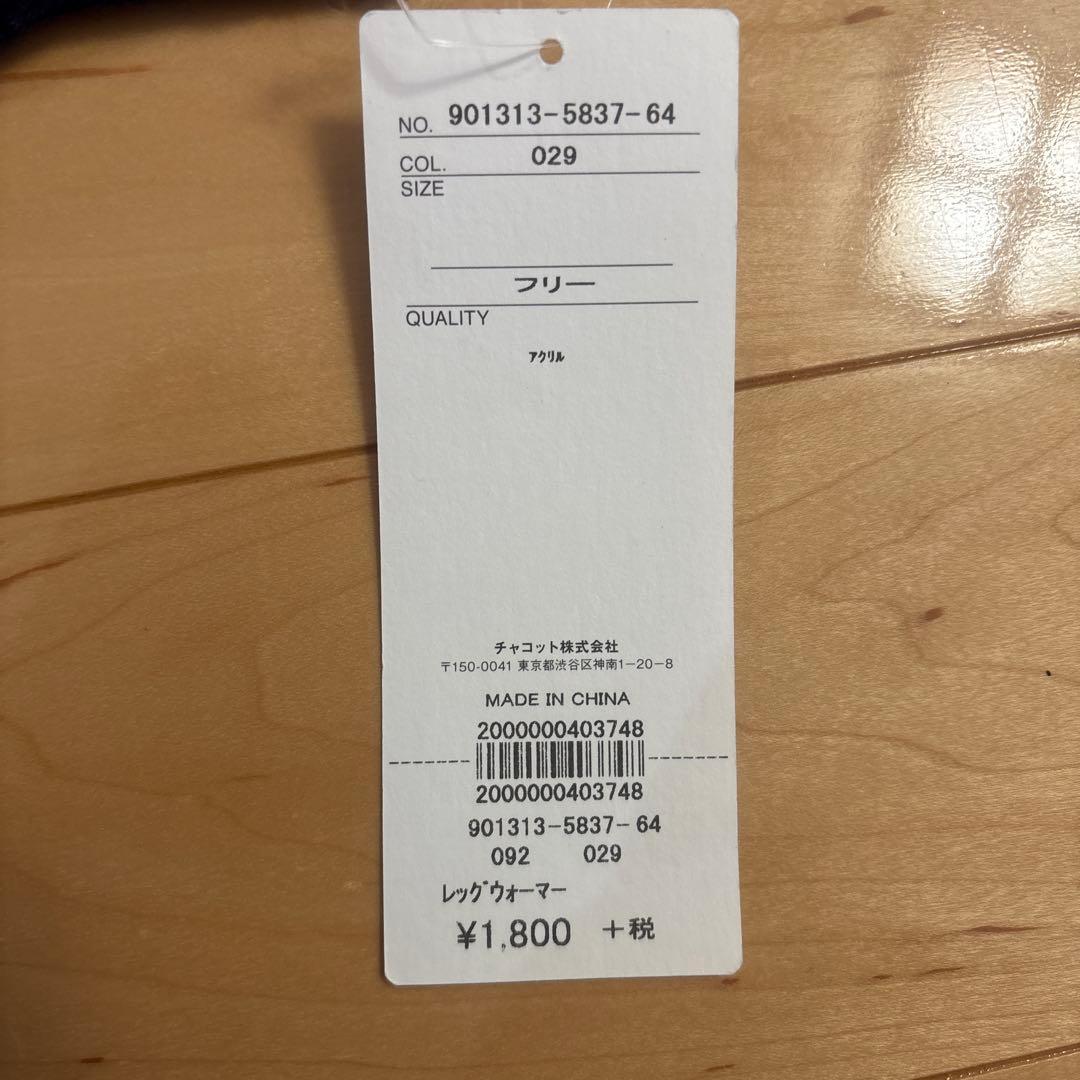 NO. 901313-5837-64
COL. 029
SIZE
フリー
QUALITY
アクリル
チャコット株式会社
〒150-0041 東京都渋谷区神南1-20-8
MADE IN CHINA
2000000403748
2000000403748
901313-5837-64
092 029
レッグウォーマー
¥1,800 +税